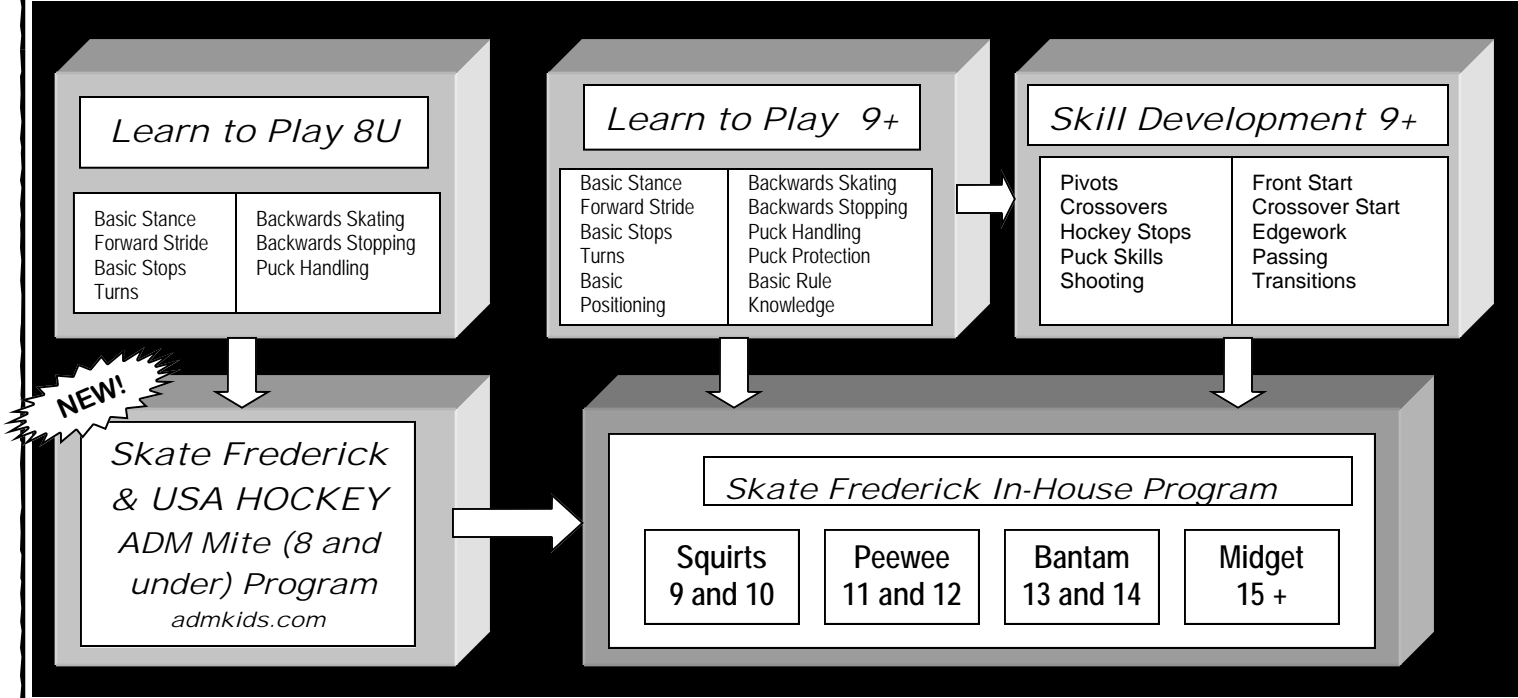 Learn to Play 8U
Basic Stance
Forward Stride
Basic Stops
Turns
Backwards Skating
Backwards Stopping
Puck Handling
Learn to Play 9+
Basic Stance
Forward Stride
Basic Stops
Turns
Basic
Positioning
Backwards Skating
Backwards Stopping
Puck Handling
Puck Protection
Basic Rule
Knowledge
Skill Development 9+
Pivots
Crossovers
Hockey Stops
Puck Skills
Shooting
Front Start
Crossover Start
Edgework
Passing
Transitions
NEW!
Skate Frederick
& USA HOCKEY
ADM Mite (8 and
under) Program
admkids.com
Skate Frederick In-House Program
Squirts
9 and 10
Peewee
11 and 12
Bantam
13 and 14
Midget
15 +